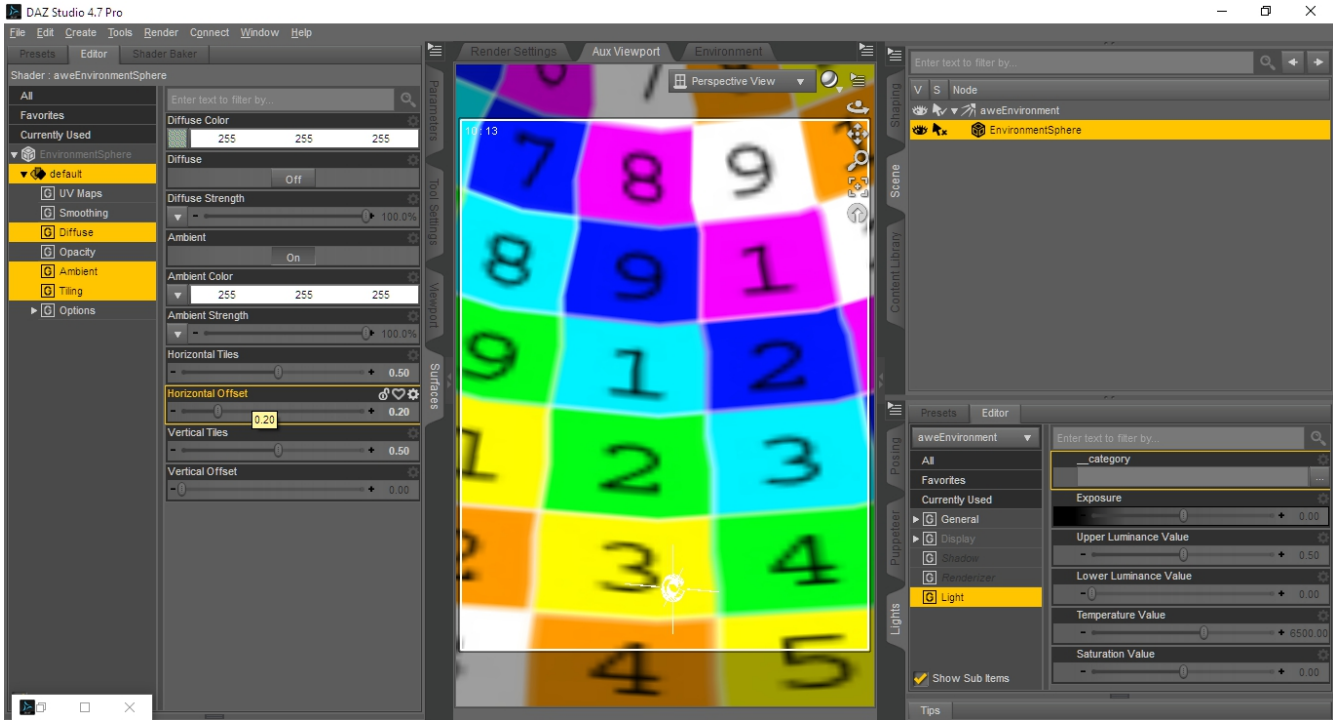 DAZ Studio 4.7 Pro
File Edit Create Tools Render Connect Window Help
Presets Editor Shader Baker
Shader : aweEnvironmentSphere
All
Favorites
Currently Used
EnvironmentSphere
default
G UV Maps
G Smoothing
G Diffuse
G Opacity
G Ambient
G Tiling
G Options
Enter text to filter by...
Diffuse Color
255 255 255
Diffuse
Off
Diffuse Strength
- 100.0%
Ambient
On
Ambient Color
255 255 255
Ambient Strength
- 100.0%
Horizontal Tiles
- + 0.50
Horizontal Offset
- + 0.20
0.20
Vertical Tiles
- + 0.50
Vertical Offset
- + 0.00
Parameters
Tool Settings
Viewport
Surfaces
Render Settings Aux Viewport Environment
Perspective View
10 : 13
6 7
7 8 9
8 9 1
9 1 2
1 2 3
2 3 4
4 5
Shaping
Scene
Content Library
Enter text to filter by...
V S Node
aweEnvironment
EnvironmentSphere
Posing
Puppeteer
Lights
Presets Editor
aweEnvironment
All
Favorites
Currently Used
G General
G Display
G Shadow
G Renderizer
G Light
Show Sub Items
Enter text to filter by...
__category
...
Exposure
- + 0.00
Upper Luminance Value
- + 0.50
Lower Luminance Value
- + 0.00
Temperature Value
- + 6500.00
Saturation Value
- + 0.00
Tips